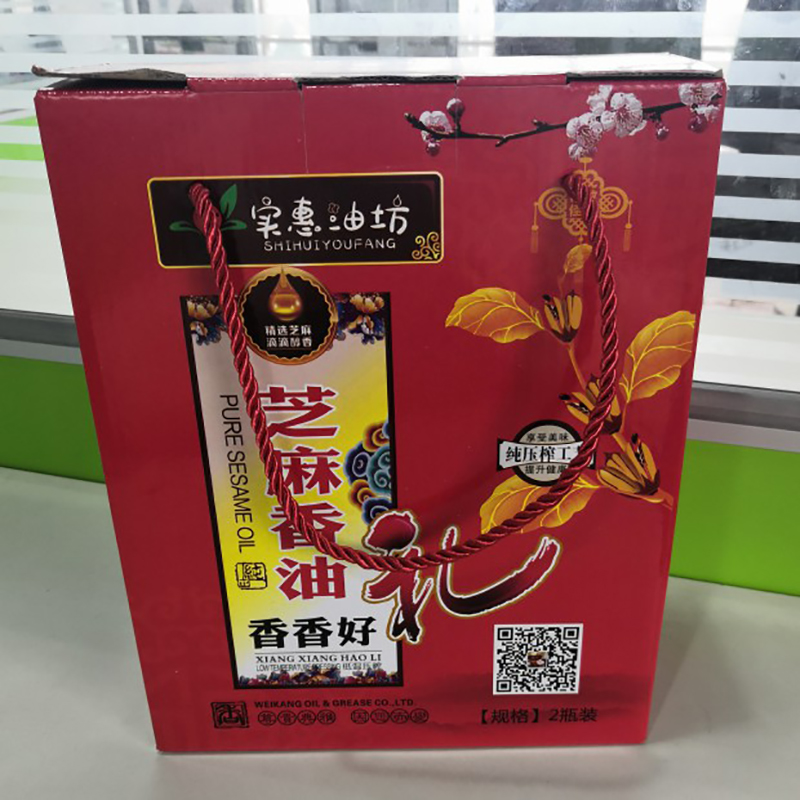 实惠油坊
SHIHUIYOUFANG
精选芝麻
滴滴醇香
PURE SESAME OIL
芝麻香油
香香好礼
XIANG XIANG HAO LI
享受美味
纯压榨工
提升健康
WEIKANG OIL & GREASE CO.,LTD.
【规格】2瓶装